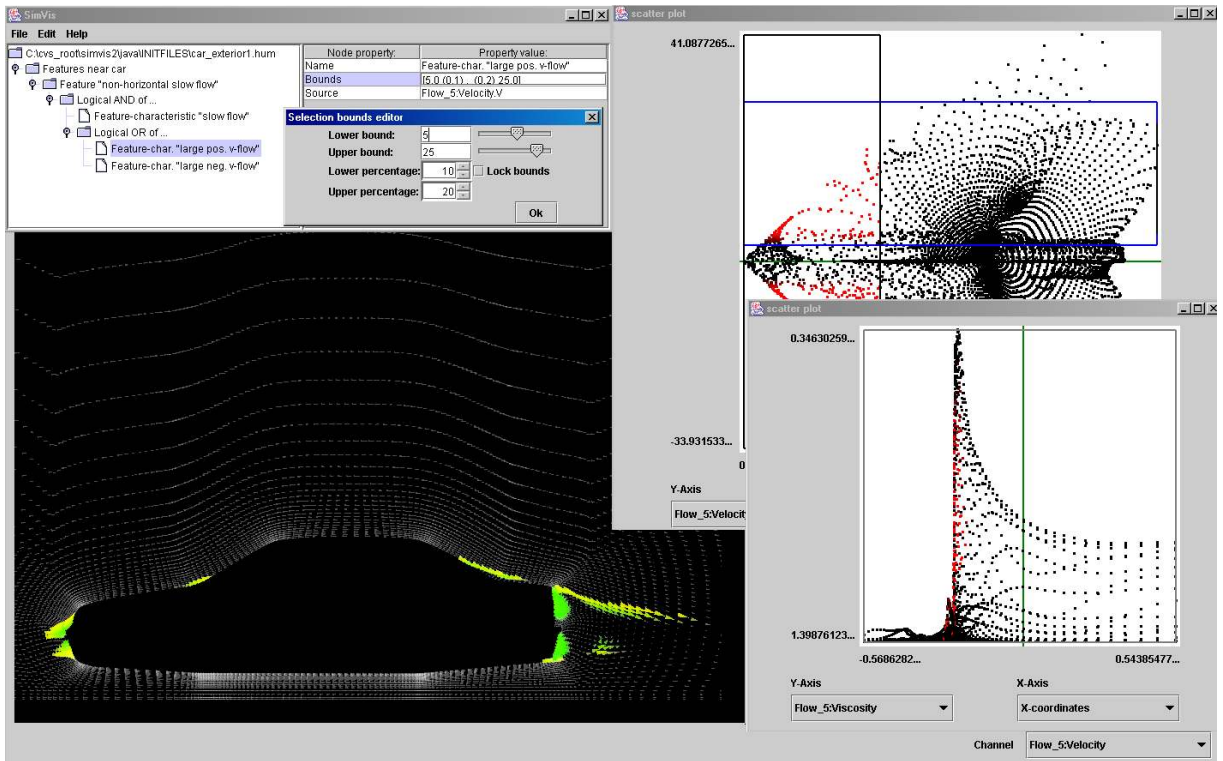 SimVis
File Edit Help
C:\cvs_root\simvis2\java\INITFILES\car_exterior1.hum
Features near car
Feature "non-horizontal slow flow"
Logical AND of ...
Feature-characteristic "slow flow"
Logical OR of ...
Feature-char. "large pos. v-flow"
Feature-char. "large neg. v-flow"
Node property: Property value:
Name Feature-char. "large pos. v-flow"
Bounds [5.0 (0.1) .. (0.2) 25.0]
Source Flow_5:Velocity.V
Selection bounds editor
Lower bound: 5
Upper bound: 25
Lower percentage: 10 Lock bounds
Upper percentage: 20
Ok
scatter plot
41.0877265...
-33.931533...
0
Y-Axis
Flow_5:Velocit
scatter plot
0.34630259...
1.39876123...
-0.5686282... 0.54385477...
Y-Axis X-Axis
Flow_5:Viscosity X-coordinates
Channel Flow_5:Velocity